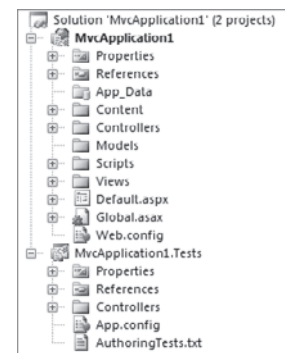 Solution 'MvcApplication1' (2 projects)
MvcApplication1
Properties
References
App_Data
Content
Controllers
Models
Scripts
Views
Default.aspx
Global.asax
Web.config
MvcApplication1.Tests
Properties
References
Controllers
App.config
AuthoringTests.txt